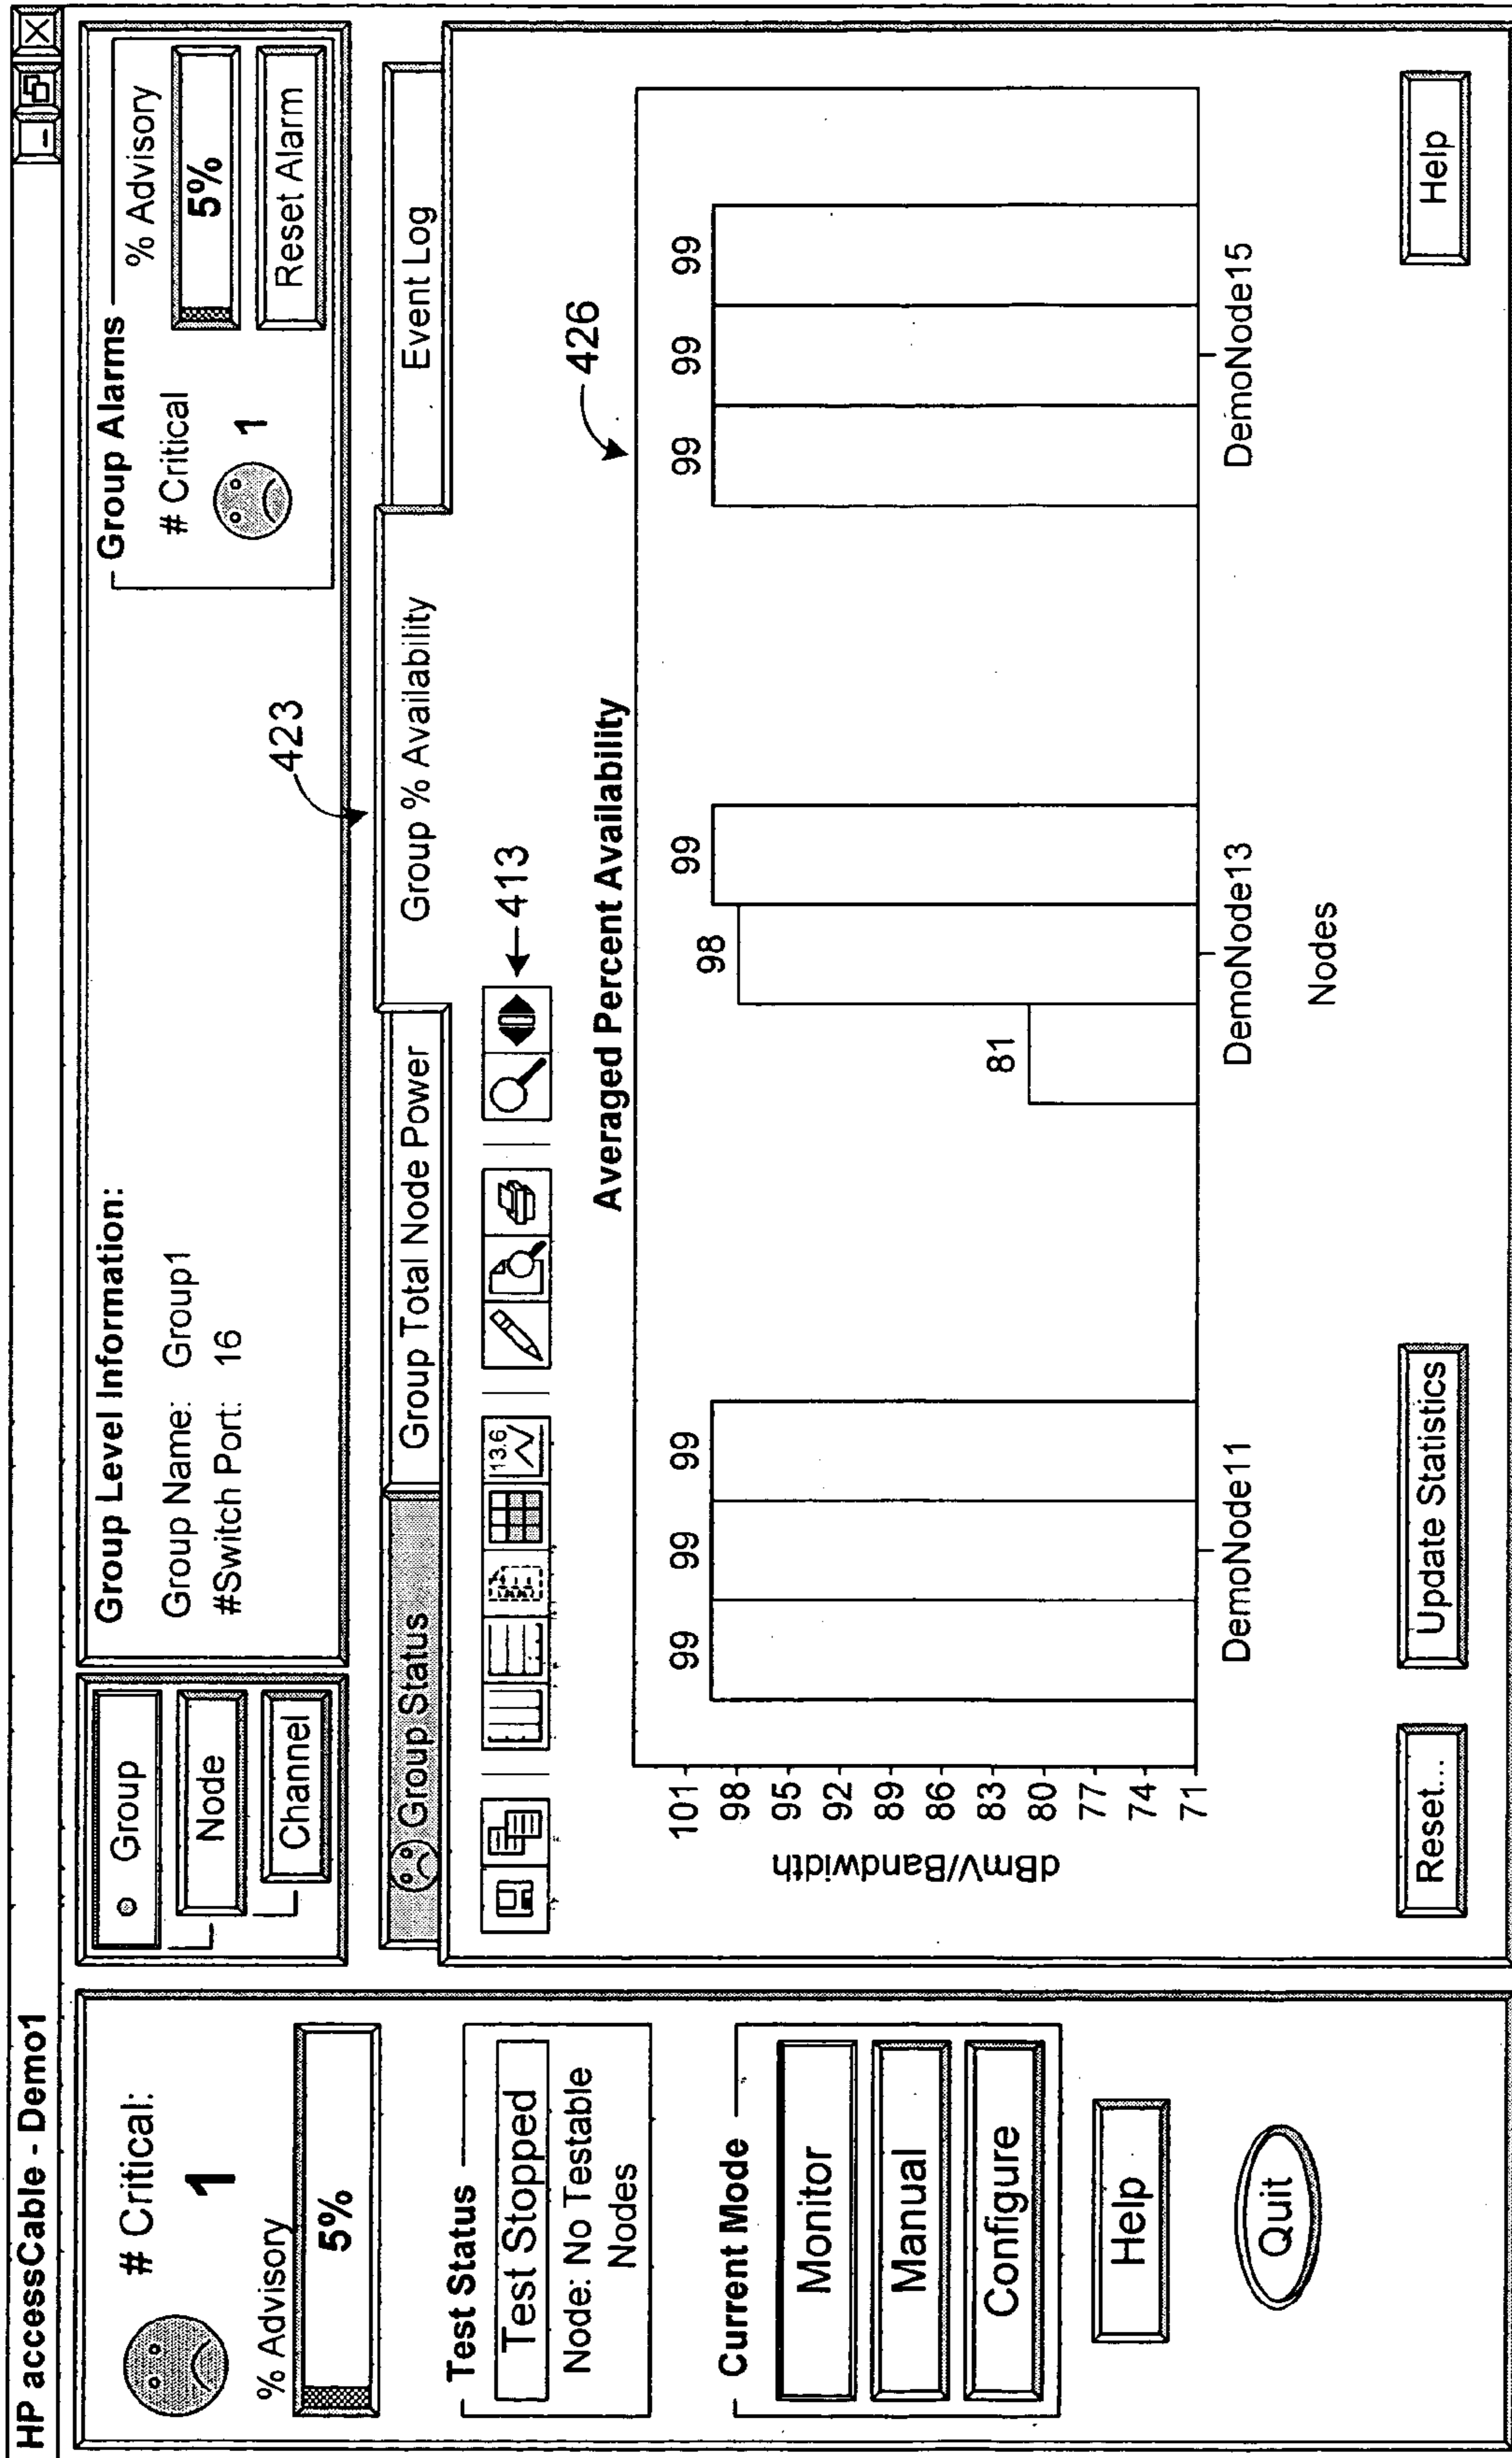 HP accessCable - Demo1
# Critical:
1
% Advisory
5%
Test Status
Test Stopped
Node: No Testable
Nodes
Current Mode
Monitor
Manual
Configure
Help
Quit
Group
Node
Channel
Group Level Information:
Group Name: Group1
#Switch Port: 16
Group Alarms
# Critical
1
% Advisory
5%
Reset Alarm
423
Group Status
Group Total Node Power
Group % Availability
Event Log
13.6
413
Averaged Percent Availability
426
dBmV/Bandwidth
101
98
95
92
89
86
83
80
77
74
71
99 99 99
81 98 99
99 99 99
DemoNode11 DemoNode13 DemoNode15
Nodes
Reset...
Update Statistics
Help